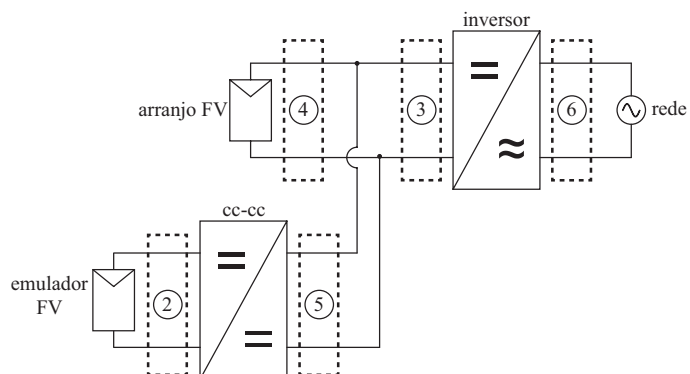 inversor
arranjo FV
4
3
6
rede
cc-cc
emulador
FV
2
5